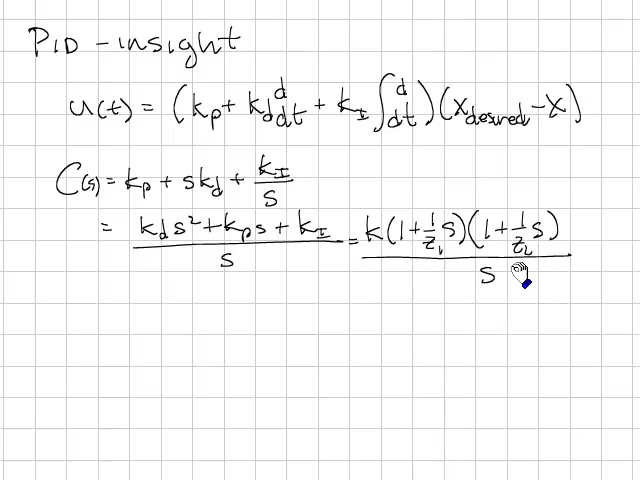 PID - insight
u(t) = (kp + kd d/dt + kI ∫ d/dt)(xdesired - x)
C(s) = kp + skd + kI/s
= (kd s² + kp s + kI)/s = k(1 + 1/z1 s)(1 + 1/z2 s)/s